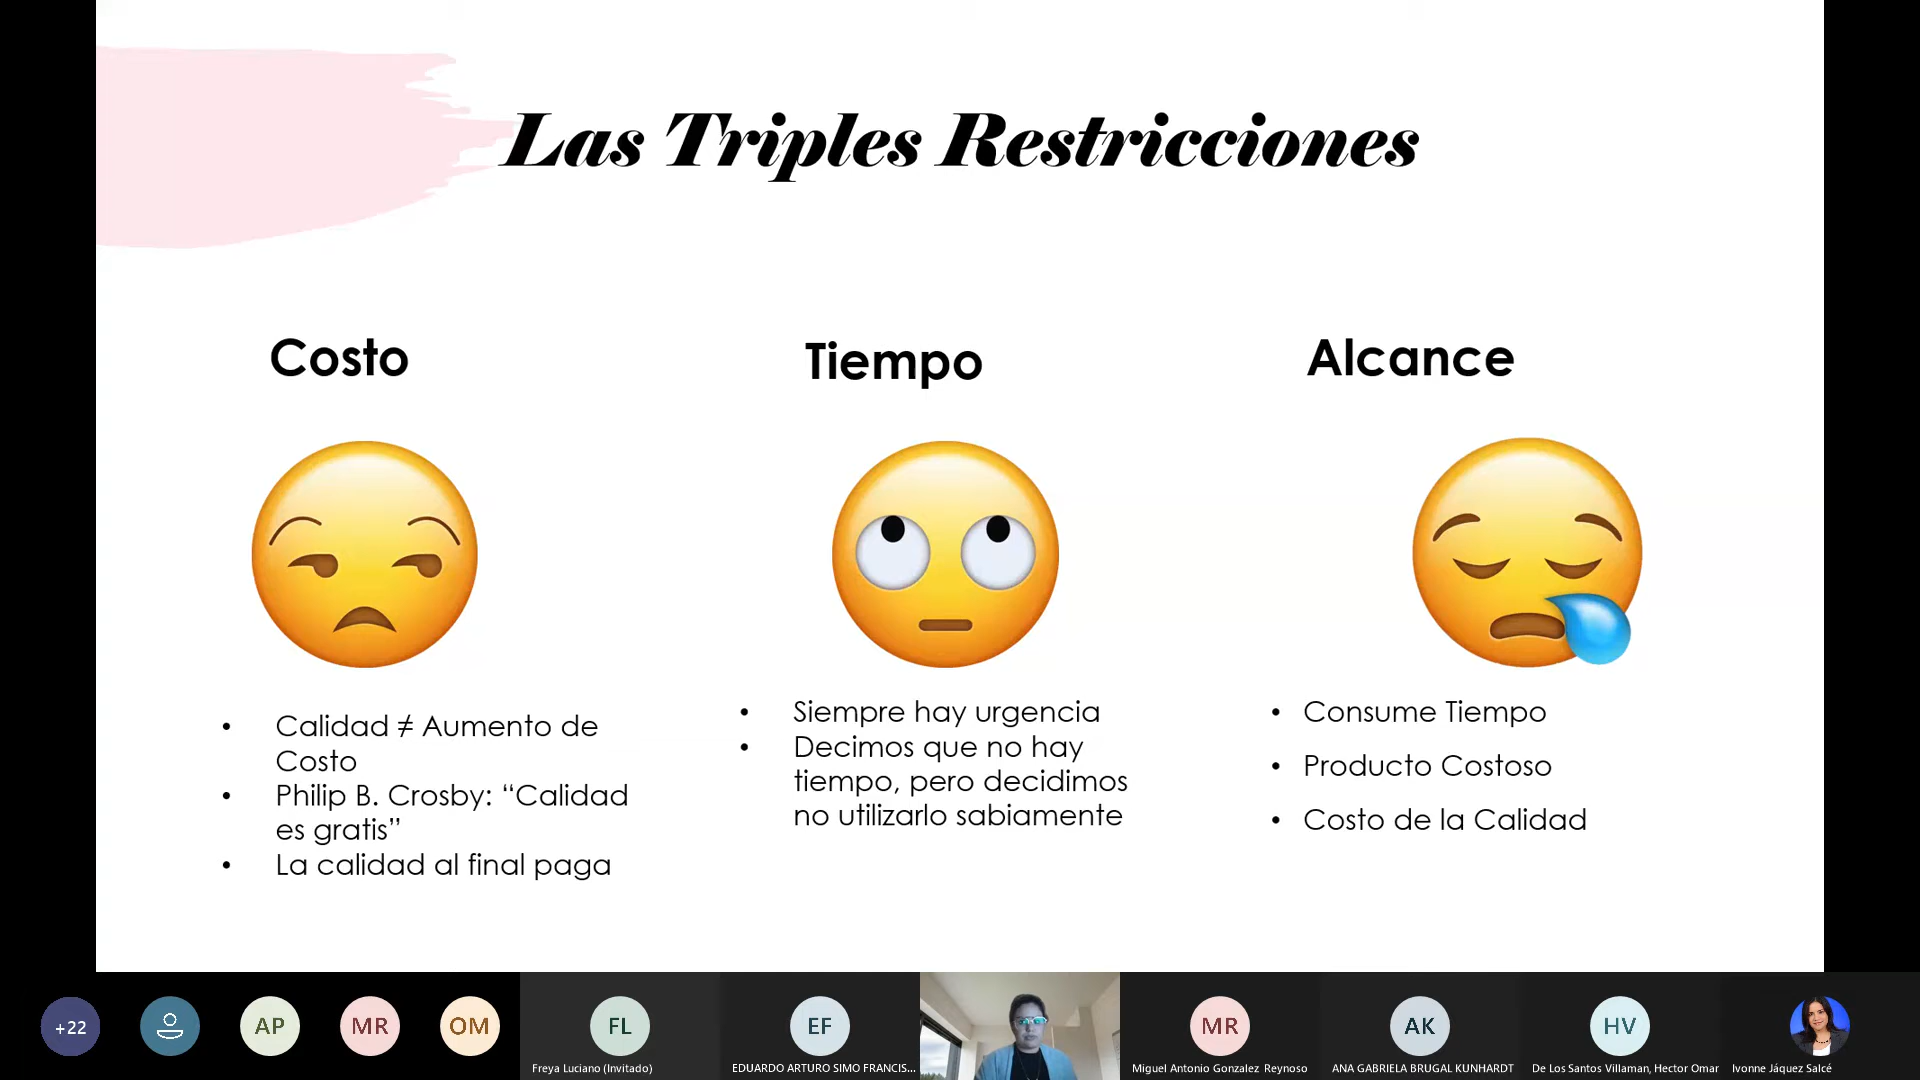 Las Triples Restricciones
Costo
Tiempo
Alcance
• Calidad ≠ Aumento de
Costo
• Philip B. Crosby: “Calidad
es gratis”
• La calidad al final paga
• Siempre hay urgencia
• Decimos que no hay
tiempo, pero decidimos
no utilizarlo sabiamente
• Consume Tiempo
• Producto Costoso
• Costo de la Calidad
+22
AP
MR
OM
FL
Freya Luciano (Invitado)
EF
EDUARDO ARTURO SIMO FRANCIS...
MR
Miguel Antonio Gonzalez Reynoso
AK
ANA GABRIELA BRUGAL KUNHARDT
HV
De Los Santos Villaman, Hector Omar
Ivonne Jáquez Salcé